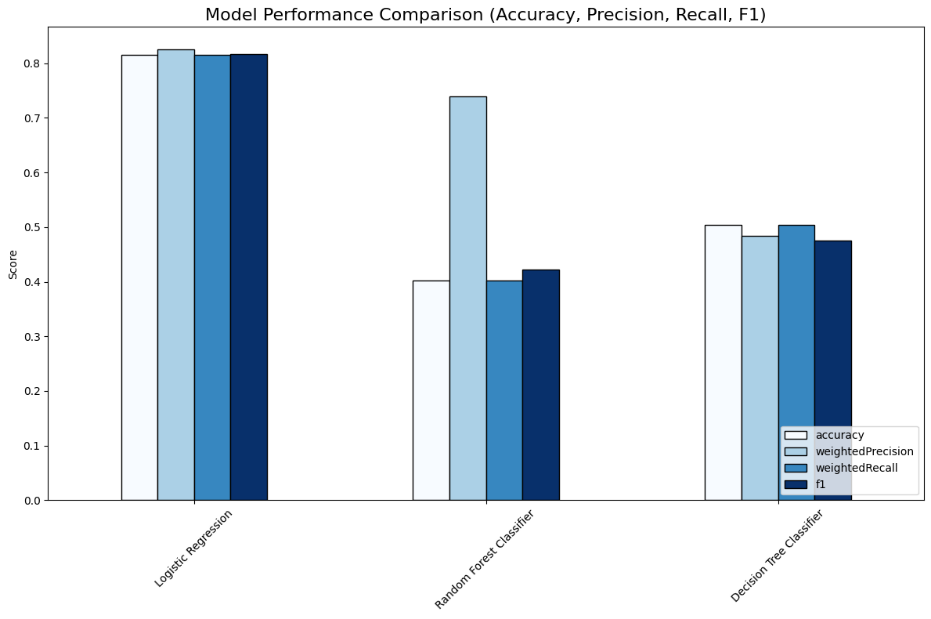 Model Performance Comparison (Accuracy, Precision, Recall, F1)
Score
0.8
0.7
0.6
0.5
0.4
0.3
0.2
0.1
0.0
accuracy
weightedPrecision
weightedRecall
f1
Logistic Regression
Random Forest Classifier
Decision Tree Classifier